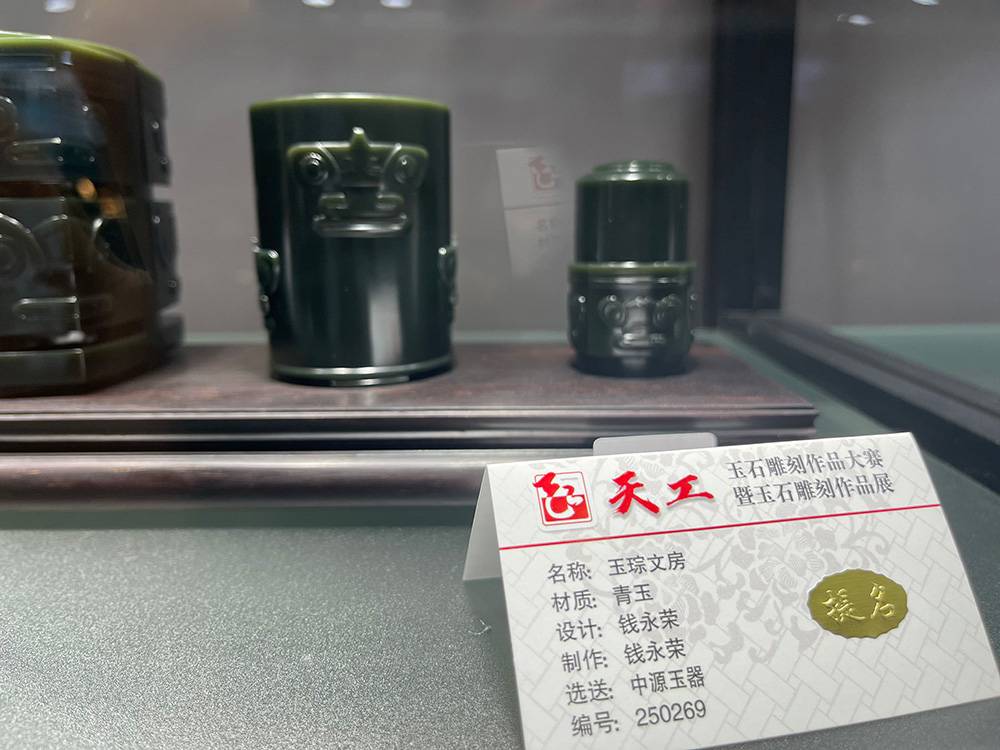 天工
玉石雕刻作品大赛
暨玉石雕刻作品展
名称: 玉琮文房
材质: 青玉
设计: 钱永荣
制作: 钱永荣
选送: 中源玉器
编号: 250269